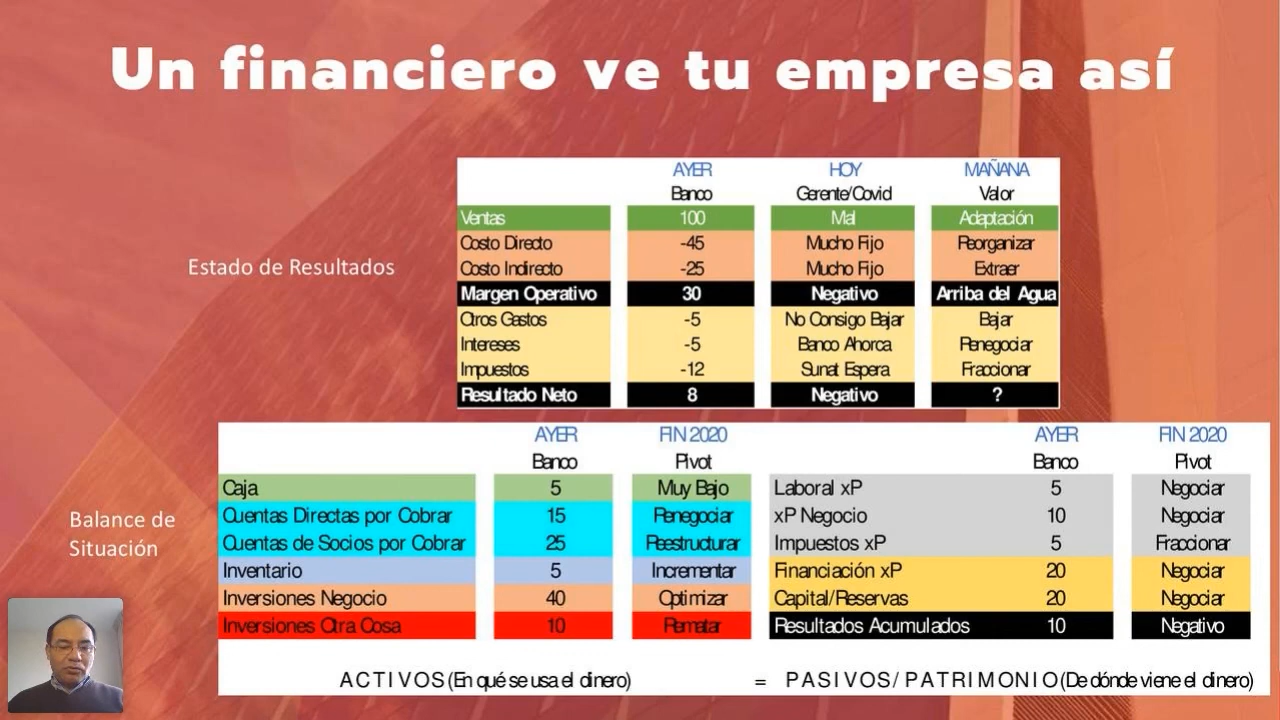 Un financiero ve tu empresa así
AYER HOY MAÑANA
Banco Gerente/Covid Valor
Ventas 100 Mal Adaptación
Costo Directo -45 Mucho Fijo Reorganizar
Estado de Resultados
Costo Indirecto -25 Mucho Fijo Extraer
Margen Operativo 30 Negativo Arriba del Agua
Otros Gastos -5 No Consigo Bajar Bajar
Intereses -5 Banco Ahorca Renegociar
Impuestos -12 Sunat Espera Fraccionar
Resultado Neto 8 Negativo ?
AYER FIN 2020 AYER FIN 2020
Banco Pivot Banco Pivot
Caja 5 Muy Bajo Laboral xP 5 Negociar
Cuentas Directas por Cobrar 15 Renegociar xP Negocio 10 Negociar
Balance de
Situación
Cuentas de Socios por Cobrar 25 Reestructurar Impuestos xP 5 Fraccionar
Inventario 5 Incrementar Financiación xP 20 Negociar
Inversiones Negocio 40 Optimizar Capital/Reservas 20 Negociar
Inversiones Otra Cosa 10 Rematar Resultados Acumulados 10 Negativo
ACTIVOS (En qué se usa el dinero) = PASIVOS/PATRIMONIO (De dónde viene el dinero)